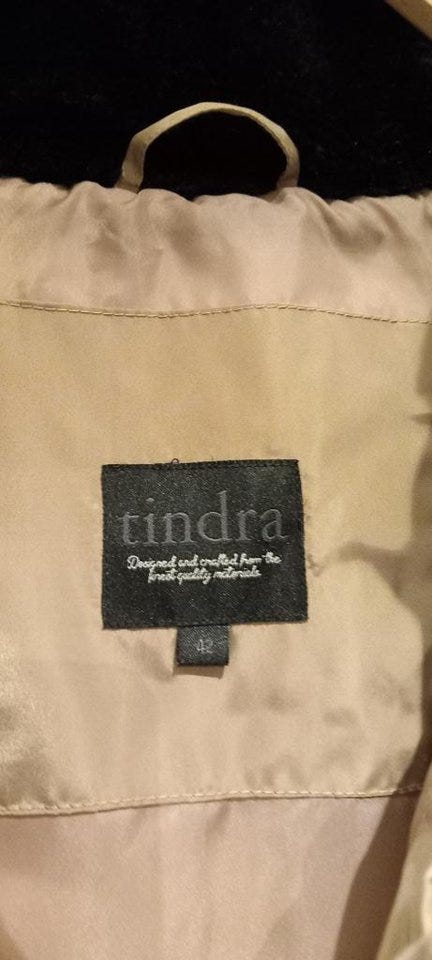 tindra
Designed and crafted from the
finest quality materials.
42